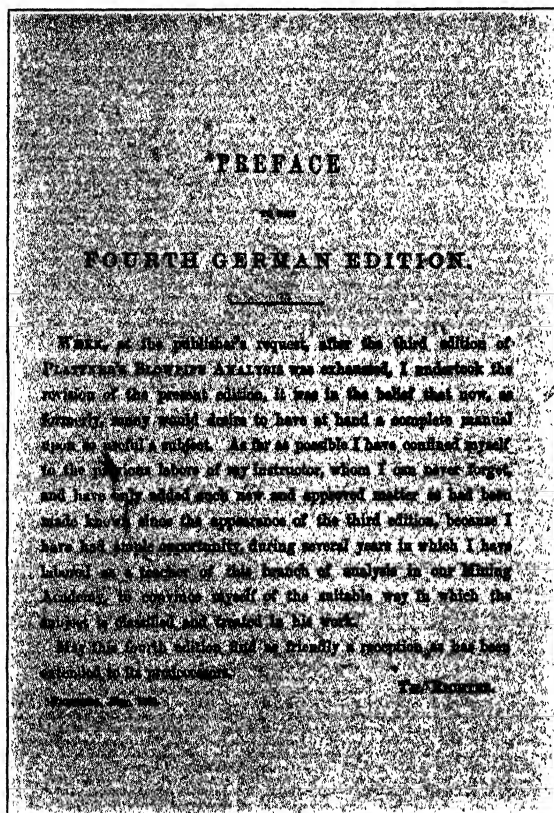 PREFACE
TO THE
FOURTH GERMAN EDITION.
WHEN, at the publisher's request, after the third edition of
PLATTNER'S BLOWPIPE ANALYSIS was exhausted, I undertook the
revision of the present edition, it was in the belief that now, as
formerly, many would desire to have at hand a complete manual
upon so useful a subject. As far as possible I have confined myself
to the previous labors of my instructor, whom I can never forget,
and have only added such new and approved matter as had been
made known since the appearance of the third edition, because I
have had ample opportunity, during several years in which I have
labored as a teacher of this branch of analysis in our Mining
Academy, to convince myself of the suitable way in which the
subject is classified and treated in his work.
May this fourth edition find as friendly a reception as has been
extended to its predecessors.
RICHTER.